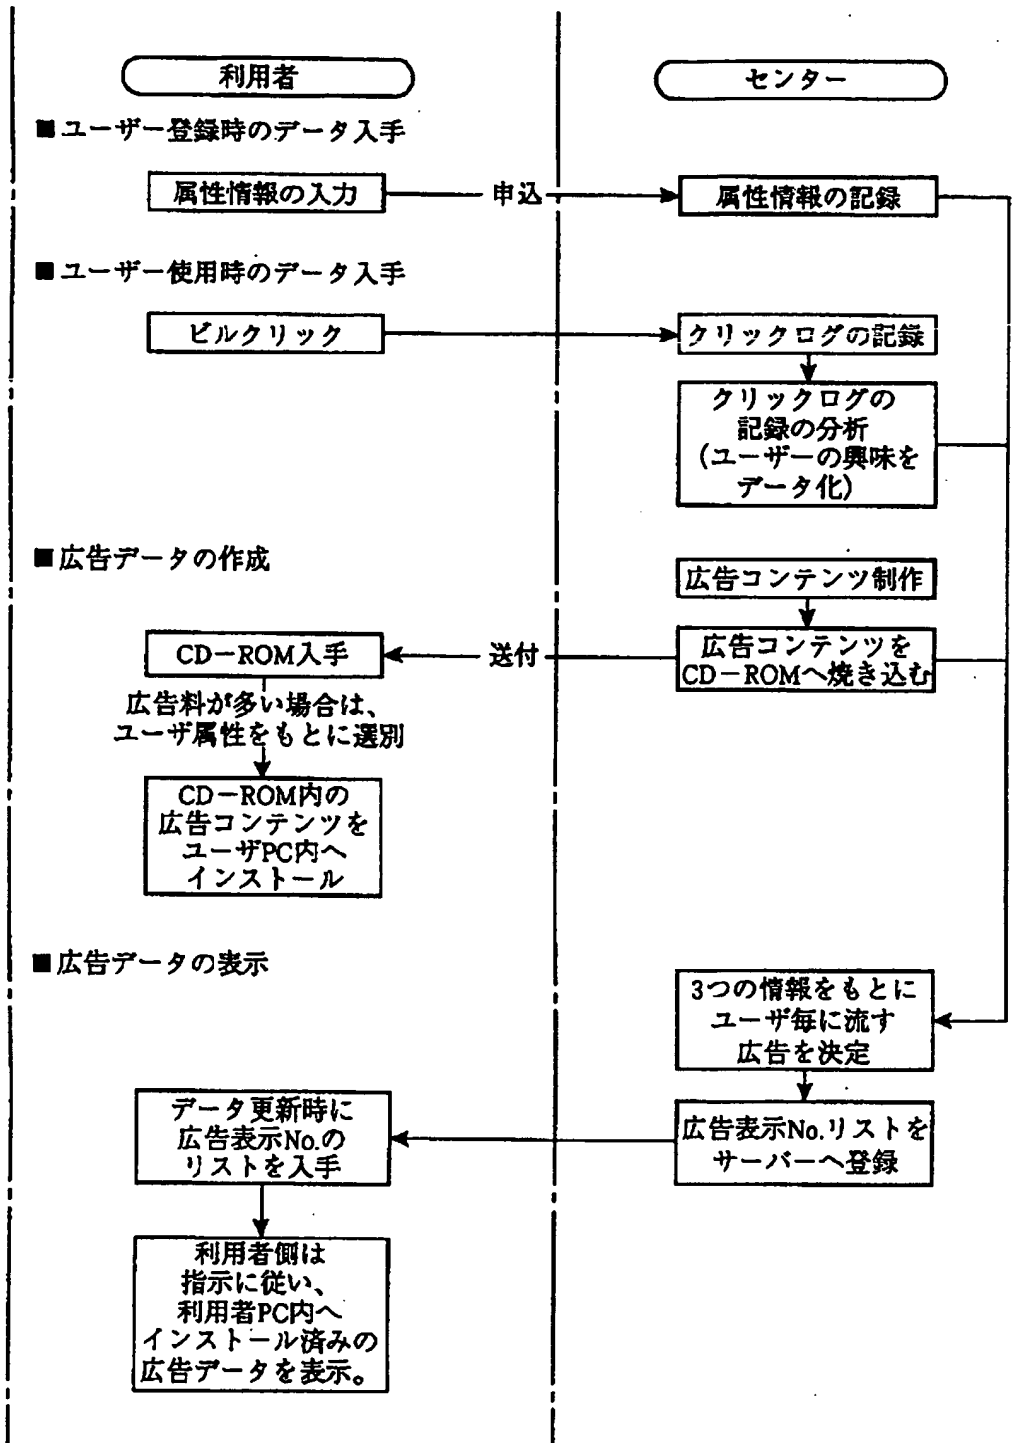 利用者
センター
■ユーザー登録時のデータ入手
属性情報の入力
申込
属性情報の記録
■ユーザー使用時のデータ入手
ビルクリック
クリックログの記録
クリックログの
記録の分析
(ユーザーの興味を
データ化)
■広告データの作成
広告コンテンツ制作
CD-ROM入手
送付
広告コンテンツを
CD-ROMへ焼き込む
広告料が多い場合は、
ユーザ属性をもとに選別
CD-ROM内の
広告コンテンツを
ユーザPC内へ
インストール
■広告データの表示
3つの情報をもとに
ユーザ毎に流す
広告を決定
データ更新時に
広告表示No.の
リストを入手
広告表示No.リストを
サーバーへ登録
利用者側は
指示に従い、
利用者PC内へ
インストール済みの
広告データを表示。